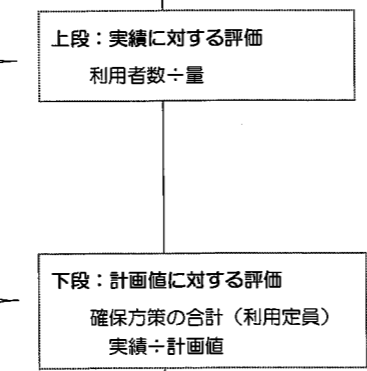 上段：実績に対する評価
利用者数÷量
下段：計画値に対する評価
確保方策の合計（利用定員）
実績÷計画値